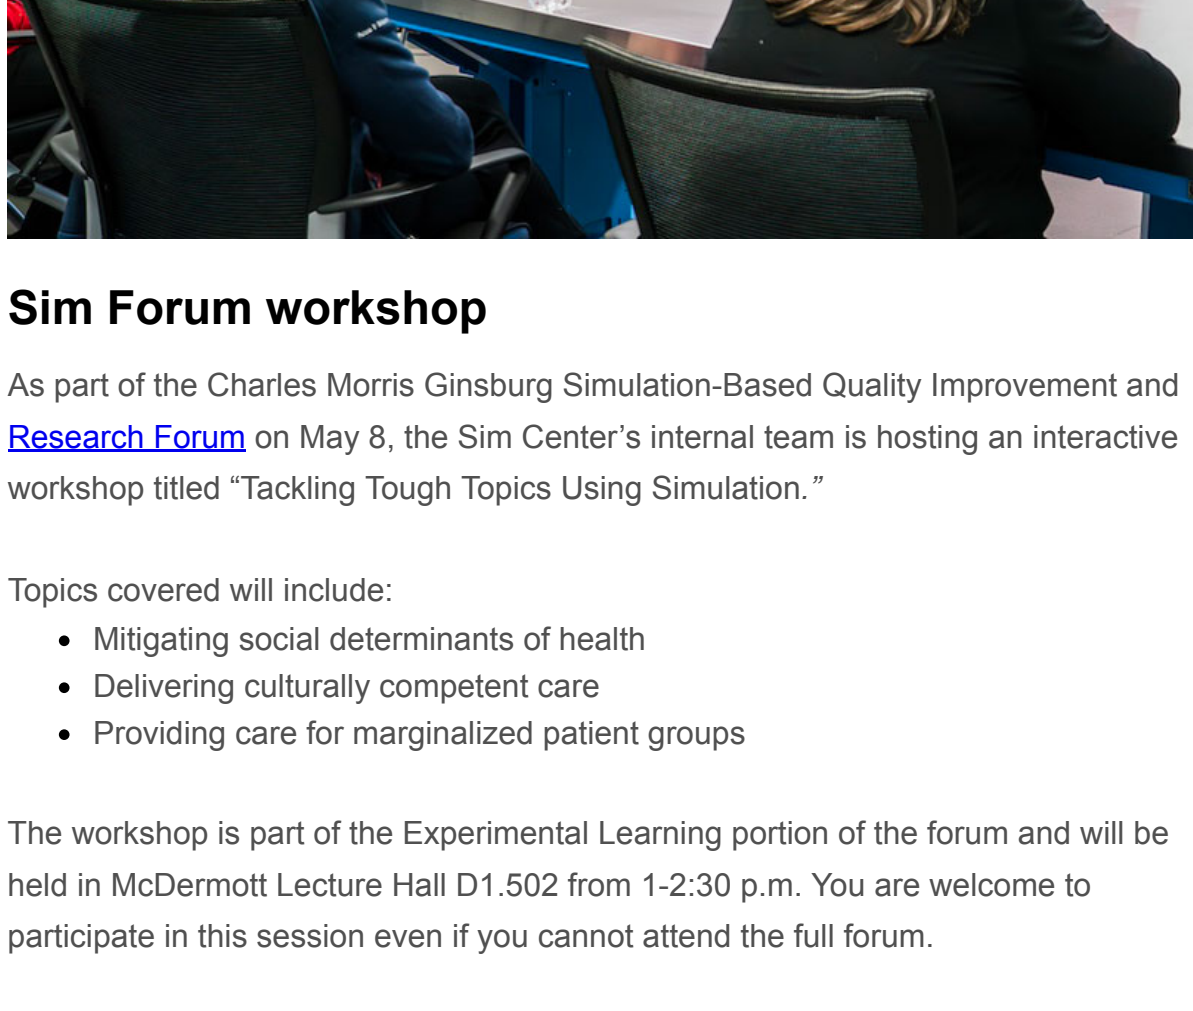 Sim Forum workshop
As part of the Charles Morris Ginsburg Simulation-Based Quality Improvement and
Research Forum on May 8, the Sim Center’s internal team is hosting an interactive
workshop titled “Tackling Tough Topics Using Simulation.”
Topics covered will include:
• Mitigating social determinants of health
• Delivering culturally competent care
• Providing care for marginalized patient groups
The workshop is part of the Experimental Learning portion of the forum and will be
held in McDermott Lecture Hall D1.502 from 1-2:30 p.m. You are welcome to
participate in this session even if you cannot attend the full forum.